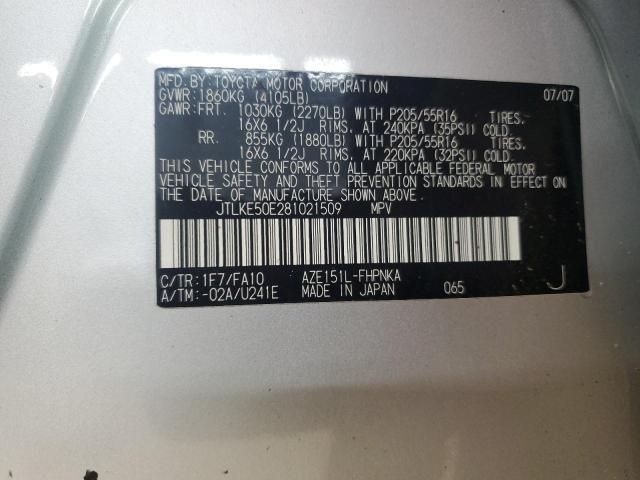 MFD.BY:TOYOTA MOTOR CORPORATION 07/07
GVWR:1860KG (4105LB)
GAWR:FRT. 1030KG (2270LB) WITH P205/55R16 TIRES.
16X6 1/2J RIMS. AT 240KPA (35PSI) COLD.
RR. 855KG (1880LB) WITH P205/55R16 TIRES.
16X6 1/2J RIMS. AT 220KPA (32PSI) COLD.
THIS VEHICLE CONFORMS TO ALL APPLICABLE FEDERAL MOTOR
VEHICLE SAFETY AND THEFT PREVENTION STANDARDS IN EFFECT ON
THE DATE OF MANUFACTURE SHOWN ABOVE.
JTLKE50E281021509 MPV
C/TR:1F7/FA10 AZE151L-FHPNKA
A/TM:-02A/U241E MADE IN JAPAN 065 J